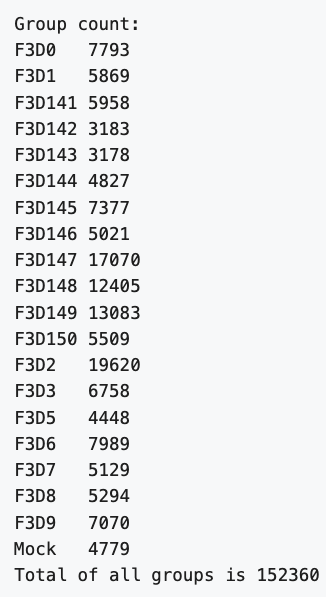 Group count:
F3D0   7793
F3D1   5869
F3D141 5958
F3D142 3183
F3D143 3178
F3D144 4827
F3D145 7377
F3D146 5021
F3D147 17070
F3D148 12405
F3D149 13083
F3D150 5509
F3D2   19620
F3D3   6758
F3D5   4448
F3D6   7989
F3D7   5129
F3D8   5294
F3D9   7070
Mock   4779
Total of all groups is 152360